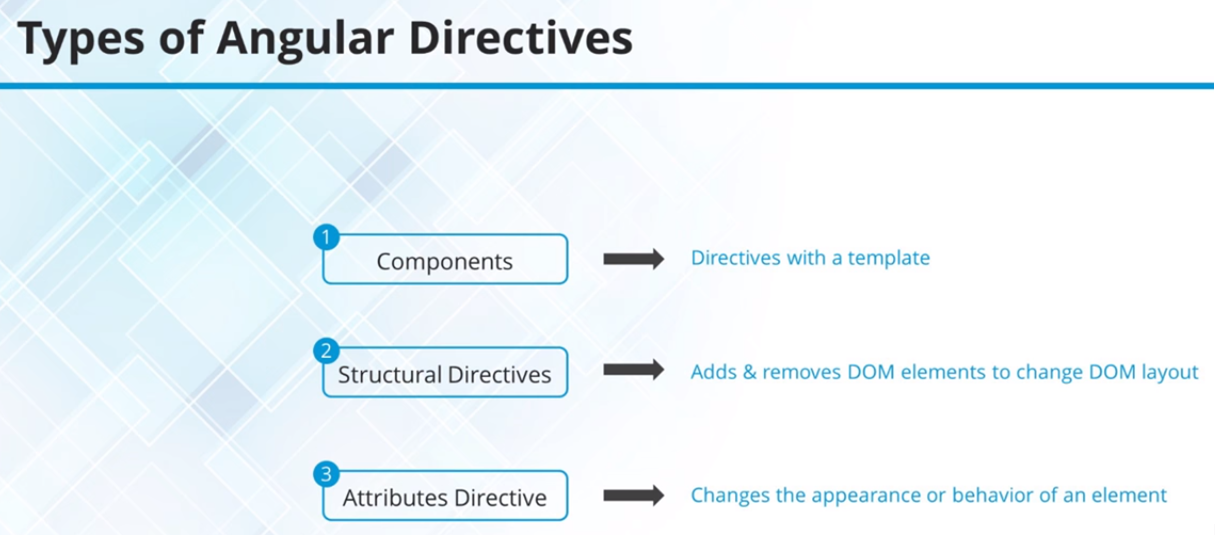 Types of Angular Directives
1
Components
Directives with a template
2
Structural Directives
Adds & removes DOM elements to change DOM layout
3
Attributes Directive
Changes the appearance or behavior of an element